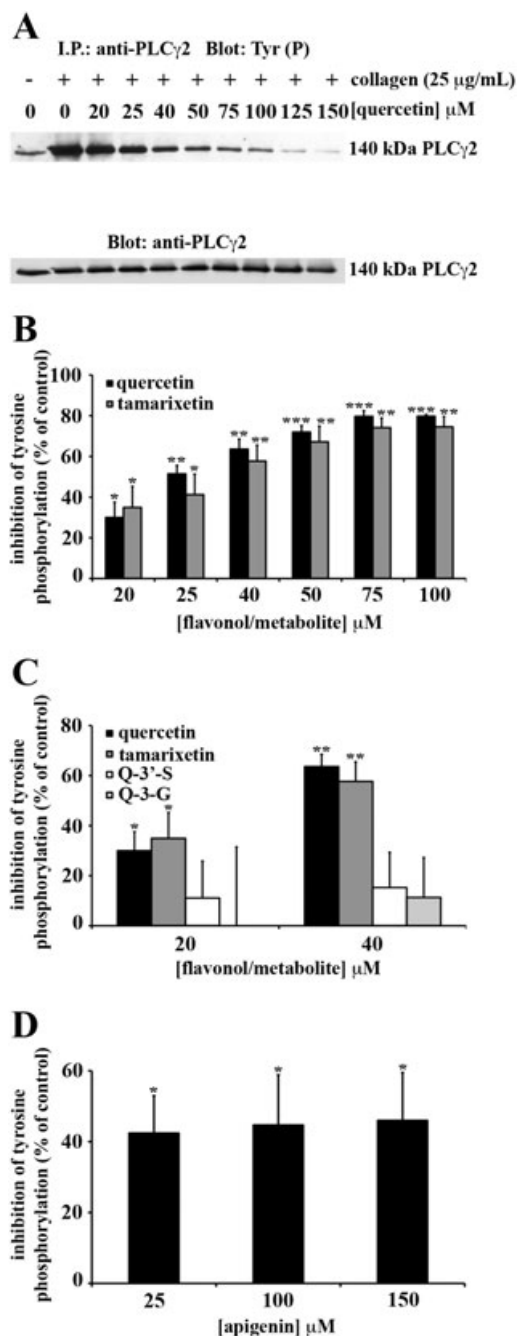 A
I.P.: anti-PLCγ2 Blot: Tyr (P)
- + + + + + + + + + collagen (25 μg/mL)
0 0 20 25 40 50 75 100 125 150 [quercetin] μM
140 kDa PLCγ2
Blot: anti-PLCγ2
140 kDa PLCγ2
B
inhibition of tyrosine
phosphorylation (% of control)
100
80
60
40
20
0
quercetin
tamarixetin
* * ** * ** ** *** ** *** ** *** **
20 25 40 50 75 100
[flavonol/metabolite] μM
C
inhibition of tyrosine
phosphorylation (% of control)
80
60
40
20
0
quercetin
tamarixetin
Q-3'-S
Q-3-G
* * ** **
20 40
[flavonol/metabolite] μM
D
inhibition of tyrosine
phosphorylation (% of control)
60
40
20
0
* * *
25 100 150
[apigenin] μM